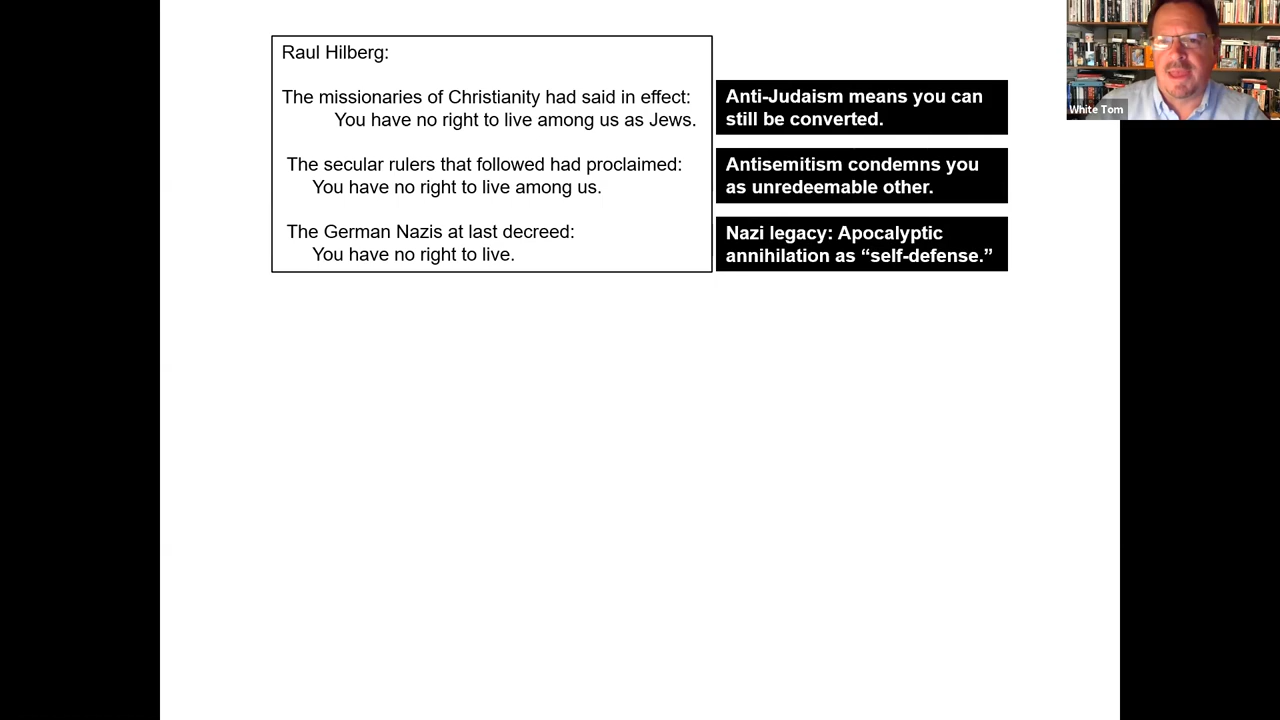 Raul Hilberg:
The missionaries of Christianity had said in effect:
You have no right to live among us as Jews.
The secular rulers that followed had proclaimed:
You have no right to live among us.
The German Nazis at last decreed:
You have no right to live.
Anti-Judaism means you can
still be converted.
Antisemitism condemns you
as unredeemable other.
Nazi legacy: Apocalyptic
annihilation as “self-defense.”
White Tom